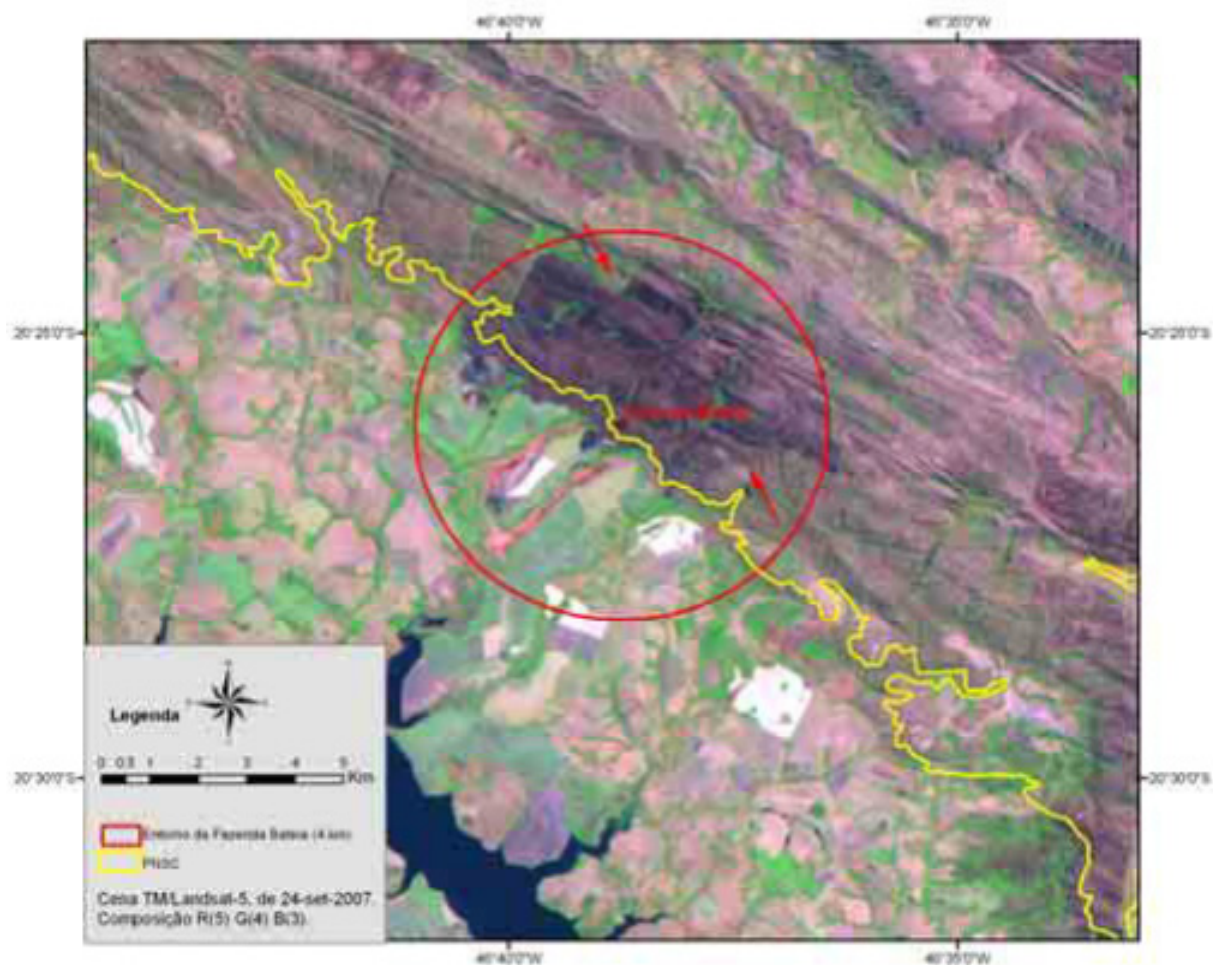 46°40'0"W
46°35'0"W
20°25'0"S
20°25'0"S
Legenda
0 0.5 1 2 3 4 5
Km
Entorno da Fazenda Bateia (4 km)
PNSC
Cena TM/Landsat-5, de 24-set-2007.
Composição R(5) G(4) B(3).
20°30'0"S
20°30'0"S
46°40'0"W
46°35'0"W